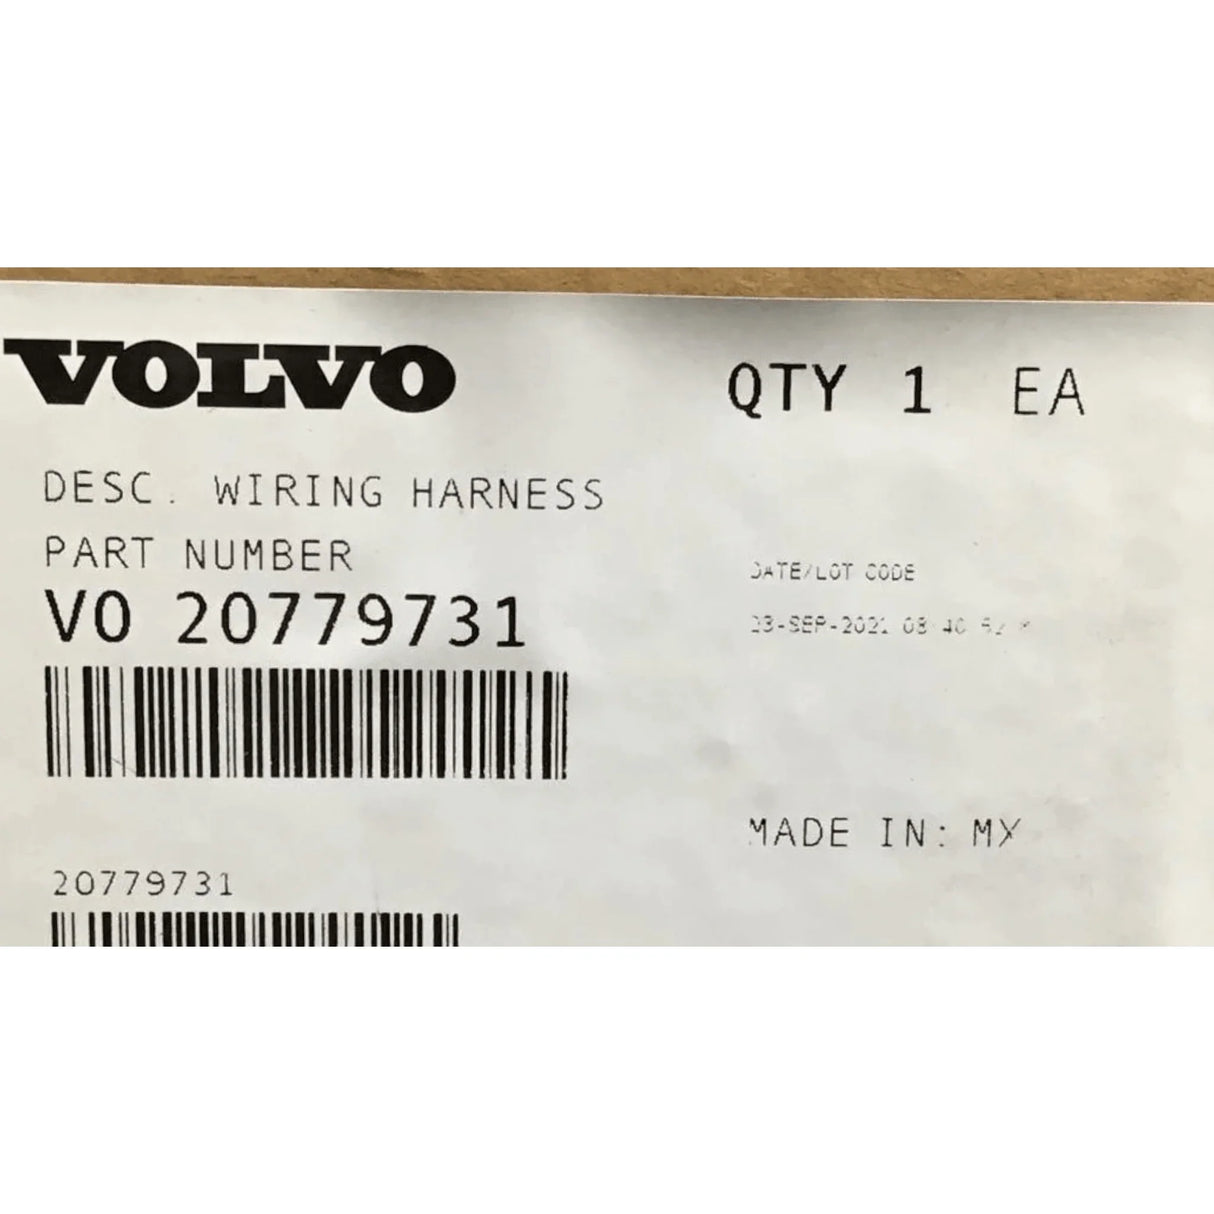 VOLVO
QTY 1 EA
DESC. WIRING HARNESS
PART NUMBER
VO 20779731
DATE/LOT CODE
MADE IN: MX
20779731